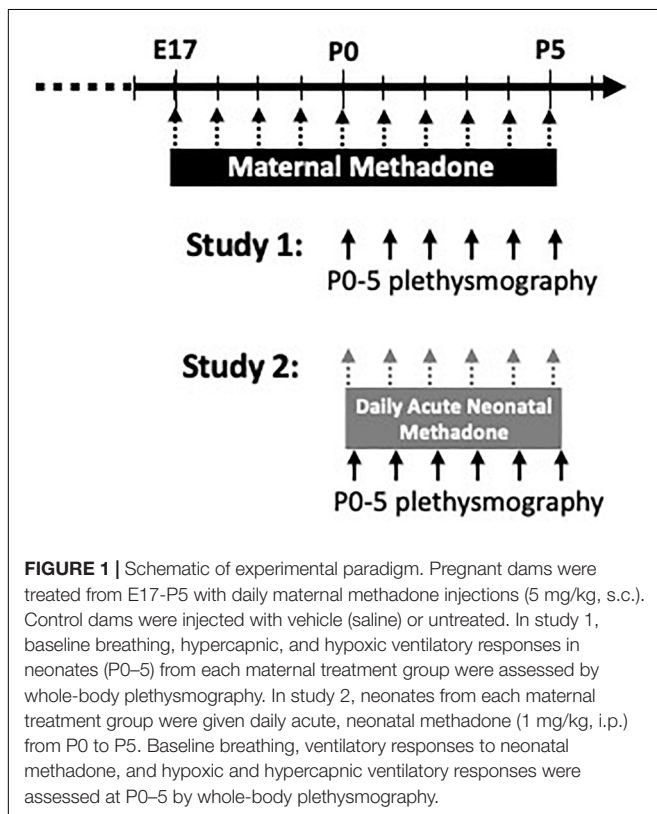 E17 P0 P5
Maternal Methadone
Study 1:
P0-5 plethysmography
Study 2:
Daily Acute Neonatal
Methadone
P0-5 plethysmography
FIGURE 1 | Schematic of experimental paradigm. Pregnant dams were
treated from E17-P5 with daily maternal methadone injections (5 mg/kg, s.c.).
Control dams were injected with vehicle (saline) or untreated. In study 1,
baseline breathing, hypercapnic, and hypoxic ventilatory responses in
neonates (P0–5) from each maternal treatment group were assessed by
whole-body plethysmography. In study 2, neonates from each maternal
treatment group were given daily acute, neonatal methadone (1 mg/kg, i.p.)
from P0 to P5. Baseline breathing, ventilatory responses to neonatal
methadone, and hypoxic and hypercapnic ventilatory responses were
assessed at P0–5 by whole-body plethysmography.